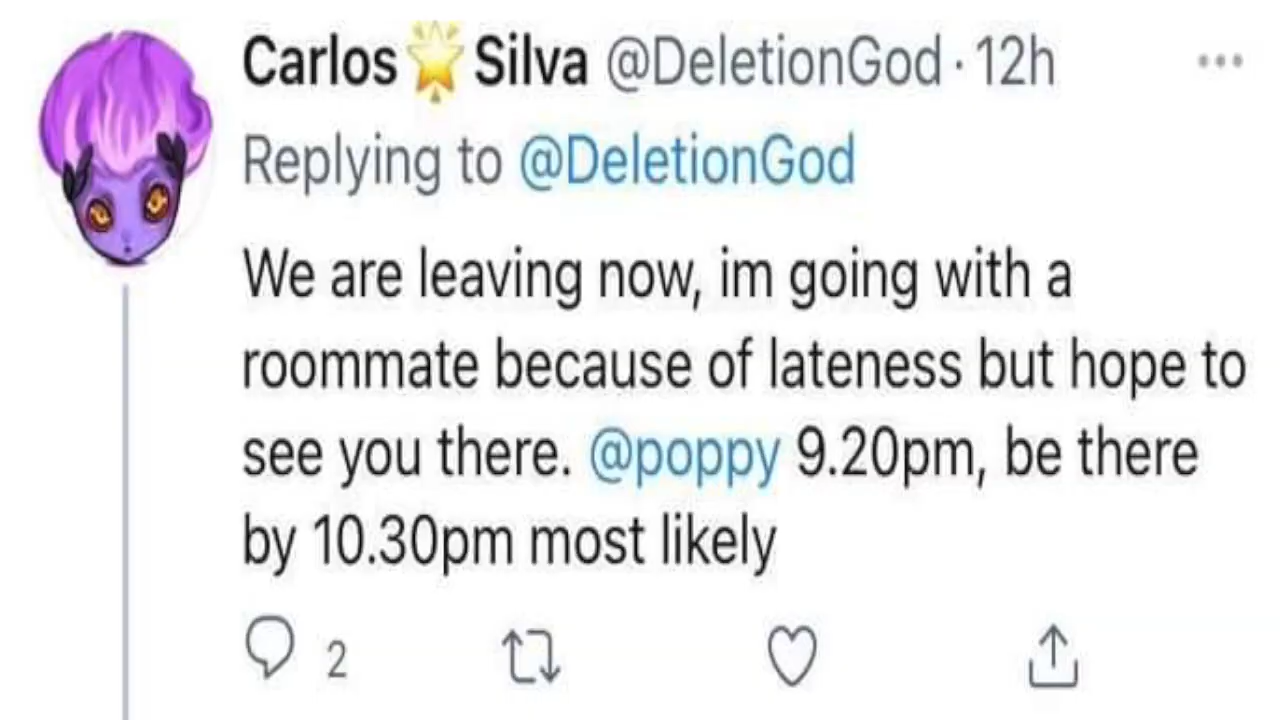 Carlos🌟Silva @DeletionGod · 12h
Replying to @DeletionGod
We are leaving now, im going with a
roommate because of lateness but hope to
see you there. @poppy 9.20pm, be there
by 10.30pm most likely
2